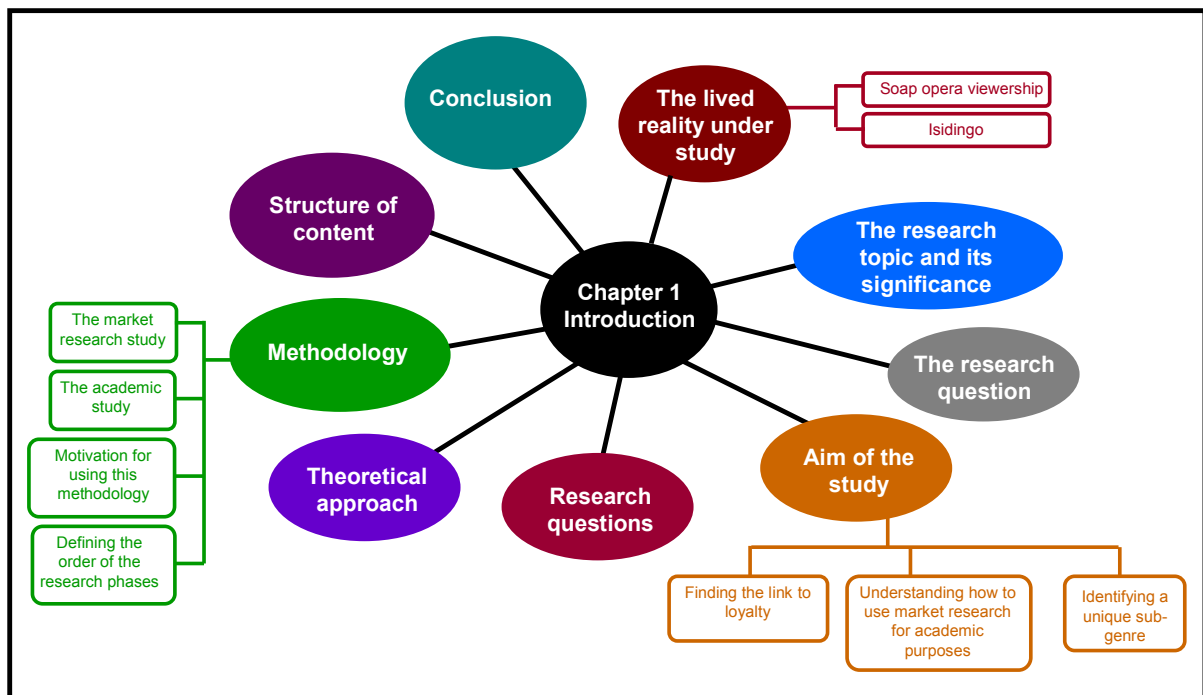 Chapter 1
Introduction
The lived
reality under
study
Soap opera viewership
Isidingo
The research
topic and its
significance
The research
question
Aim of the
study
Finding the link to
loyalty
Understanding how to
use market research
for academic
purposes
Identifying a
unique sub-
genre
Research
questions
Theoretical
approach
Methodology
The market
research study
The academic
study
Motivation for
using this
methodology
Defining the
order of the
research phases
Structure of
content
Conclusion